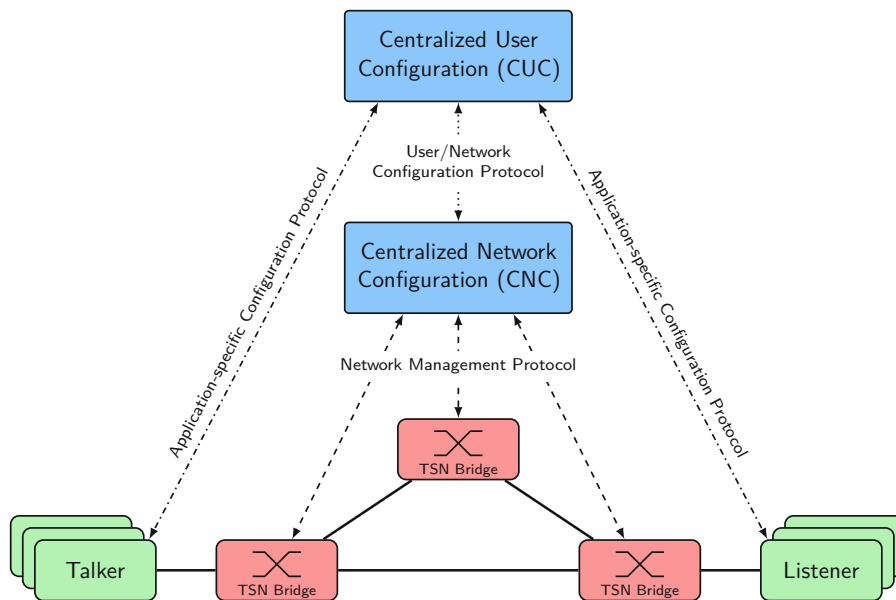 Centralized User
Configuration (CUC)
User/Network
Configuration Protocol
Application-specific Configuration Protocol
Application-specific Configuration Protocol
Centralized Network
Configuration (CNC)
Network Management Protocol
TSN Bridge
Talker
TSN Bridge
TSN Bridge
Listener